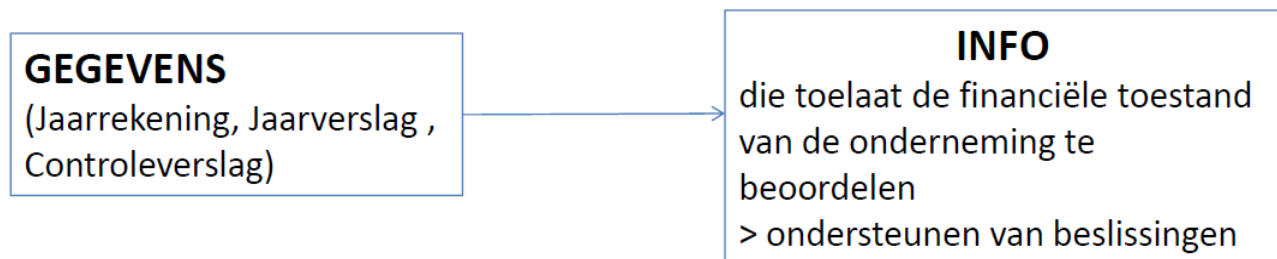 GEGEVENS
(Jaarrekening, Jaarverslag ,
Controleverslag)
INFO
die toelaat de financiële toestand
van de onderneming te
beoordelen
> ondersteunen van beslissingen